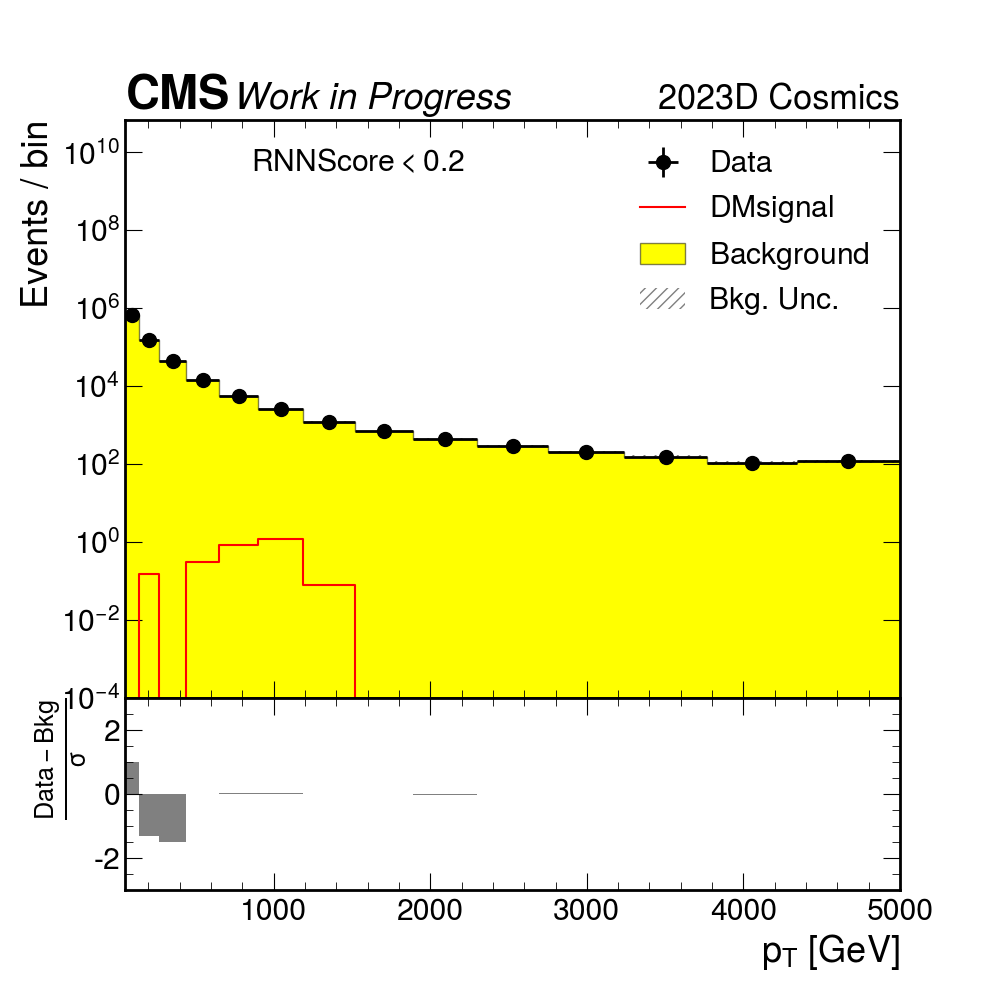 CMS Work in Progress 2023D Cosmics
Events / bin
RNNScore < 0.2
Data
DMsignal
Background
Bkg. Unc.
10^10
10^8
10^6
10^4
10^2
10^0
10^−2
10^−4
Data – Bkg
σ
2
0
-2
1000 2000 3000 4000 5000
p_T [GeV]